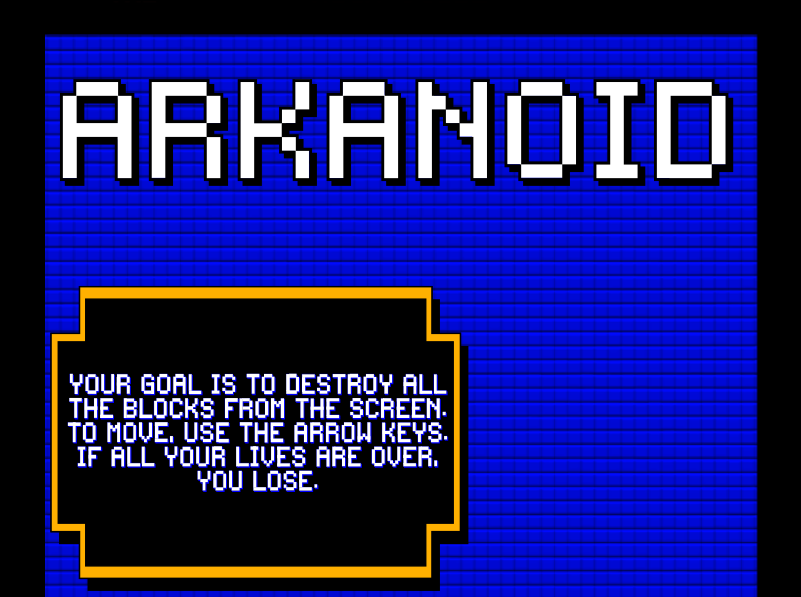 ARKANOID
YOUR GOAL IS TO DESTROY ALL
THE BLOCKS FROM THE SCREEN.
TO MOVE, USE THE ARROW KEYS.
IF ALL YOUR LIVES ARE OVER,
YOU LOSE.